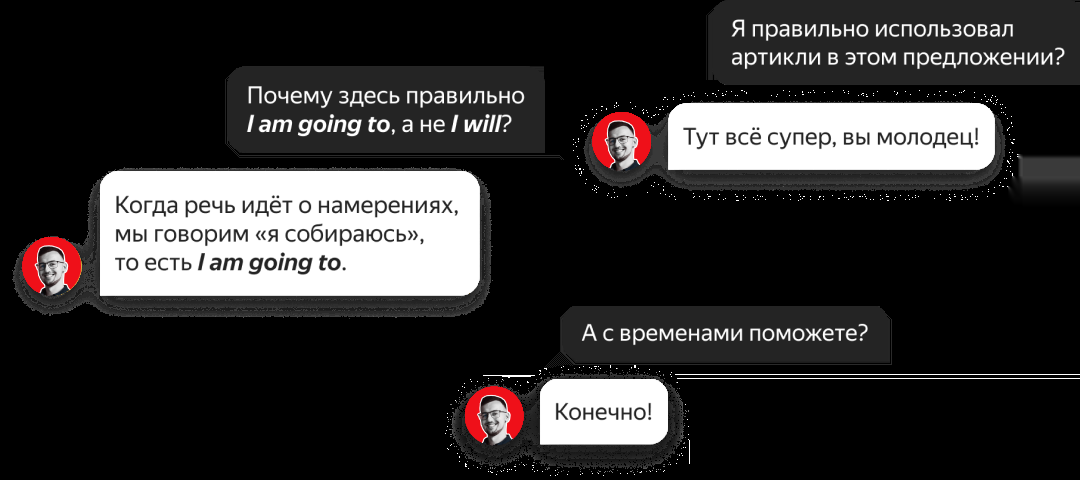 Почему здесь правильно
I am going to, а не I will?
Когда речь идёт о намерениях,
мы говорим «я собираюсь»,
то есть I am going to.
Я правильно использовал
артикли в этом предложении?
Тут всё супер, вы молодец!
А с временами поможете?
Конечно!